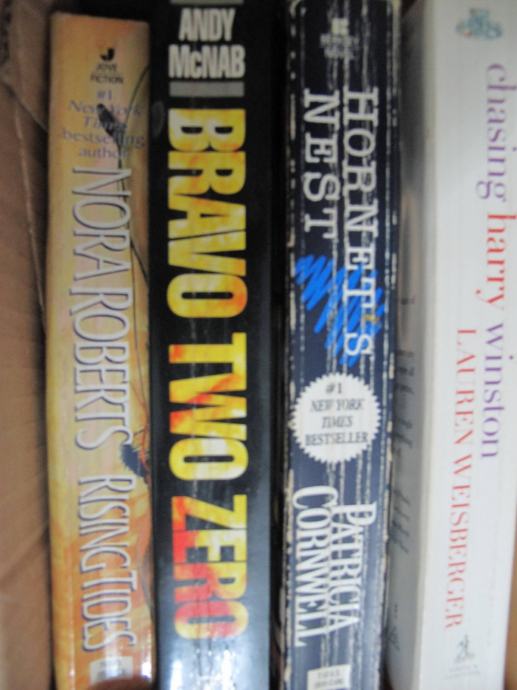 JOVE
FICTION
#1
New York
Times
bestselling
author
NORA ROBERTS RISING TIDES
ANDY
McNAB
BRAVO TWO ZERO
HORNET'S
NEST
#1
NEW YORK
TIMES
BESTSELLER
PATRICIA
CORNWELL
chasing harry winston
LAUREN WEISBERGER